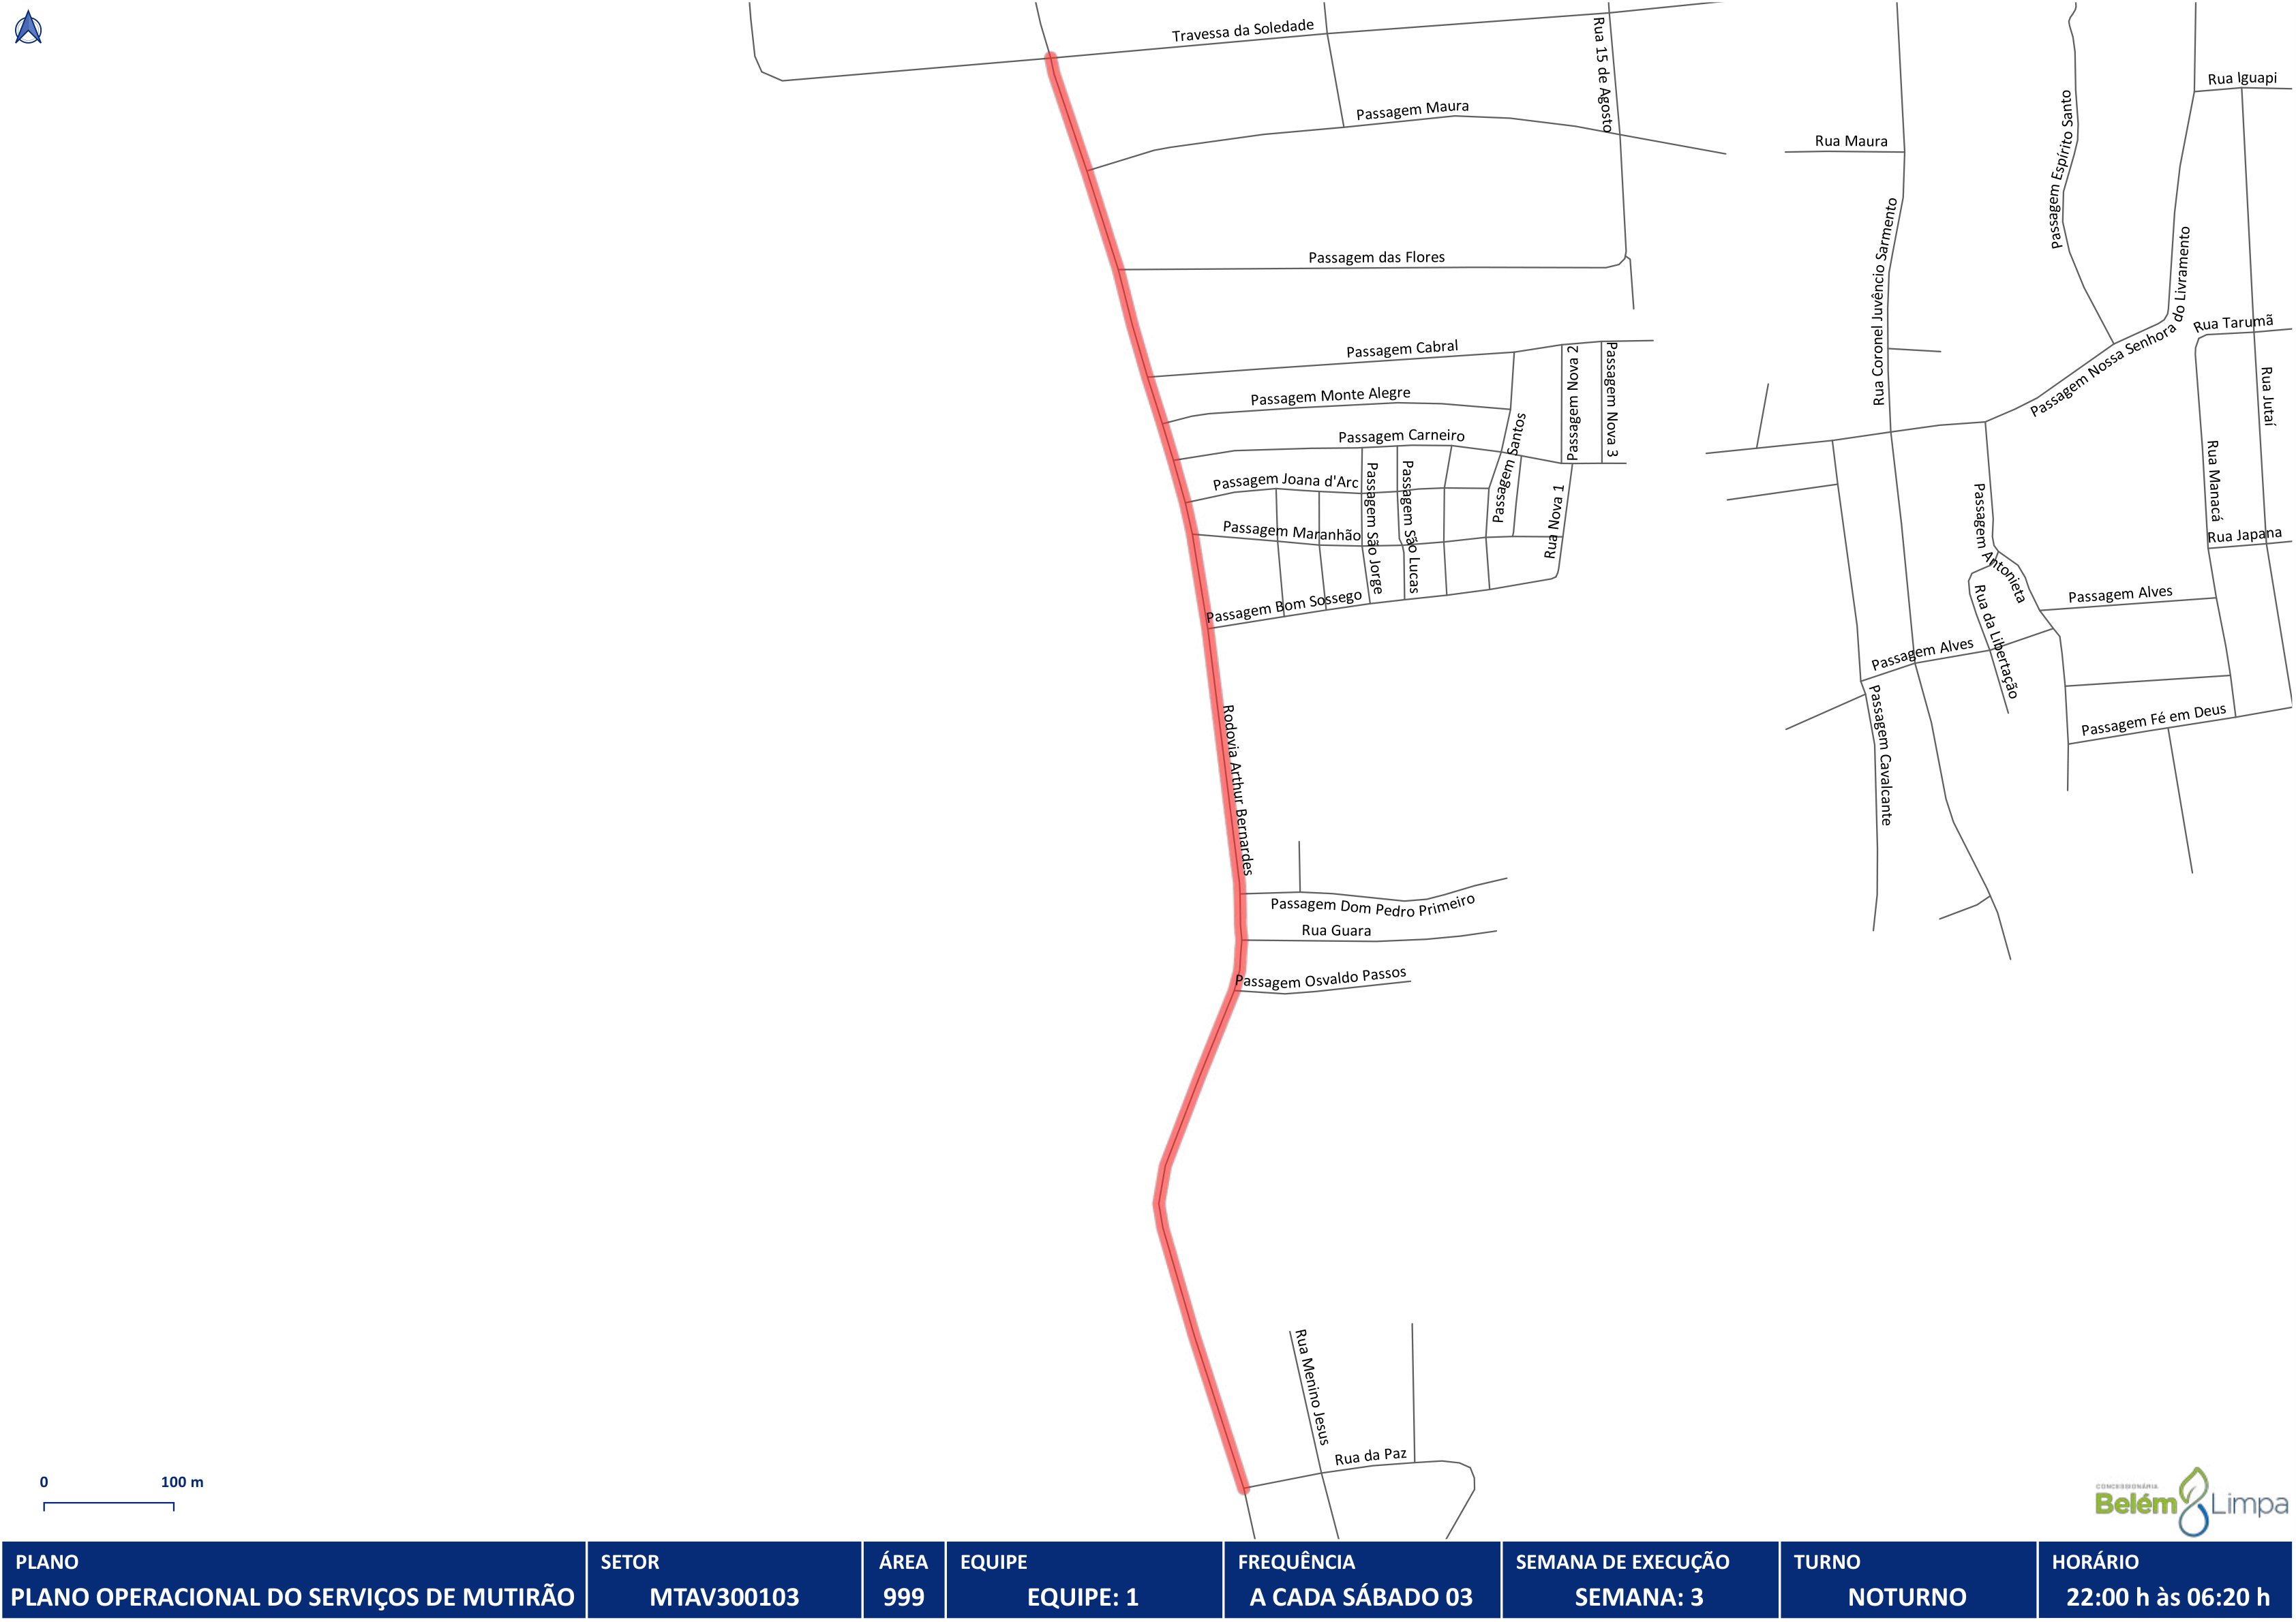 Travessa da Soledade
Rua 15 de Agosto
Rua Iguapi
Passagem Maura
Rua Maura
Passagem Espírito Santo
Rua Coronel Juvêncio Sarmento
Passagem das Flores
Passagem Nossa Senhora do Livramento
Rua Tarumã
Passagem Cabral
Passagem Nova 2
Passagem Nova 3
Rua Jutaí
Passagem Monte Alegre
Passagem Carneiro
Passagem Santos
Rua Manacá
Passagem Joana d'Arc
Passagem São Jorge
Passagem São Lucas
Rua Nova 1
Passagem Antonieta
Passagem Maranhão
Rua Japana
Passagem Bom Sossego
Rua da Libertação
Passagem Alves
Passagem Alves
Passagem Cavalcante
Passagem Fé em Deus
Rodovia Arthur Bernardes
Passagem Dom Pedro Primeiro
Rua Guara
Passagem Osvaldo Passos
Rua Menino Jesus
Rua da Paz
0 100 m
CONCESSIONÁRIA
Belém Limpa
PLANO
PLANO OPERACIONAL DO SERVIÇOS DE MUTIRÃO
SETOR
MTAV300103
ÁREA
999
EQUIPE
EQUIPE: 1
FREQUÊNCIA
A CADA SÁBADO 03
SEMANA DE EXECUÇÃO
SEMANA: 3
TURNO
NOTURNO
HORÁRIO
22:00 h às 06:20 h